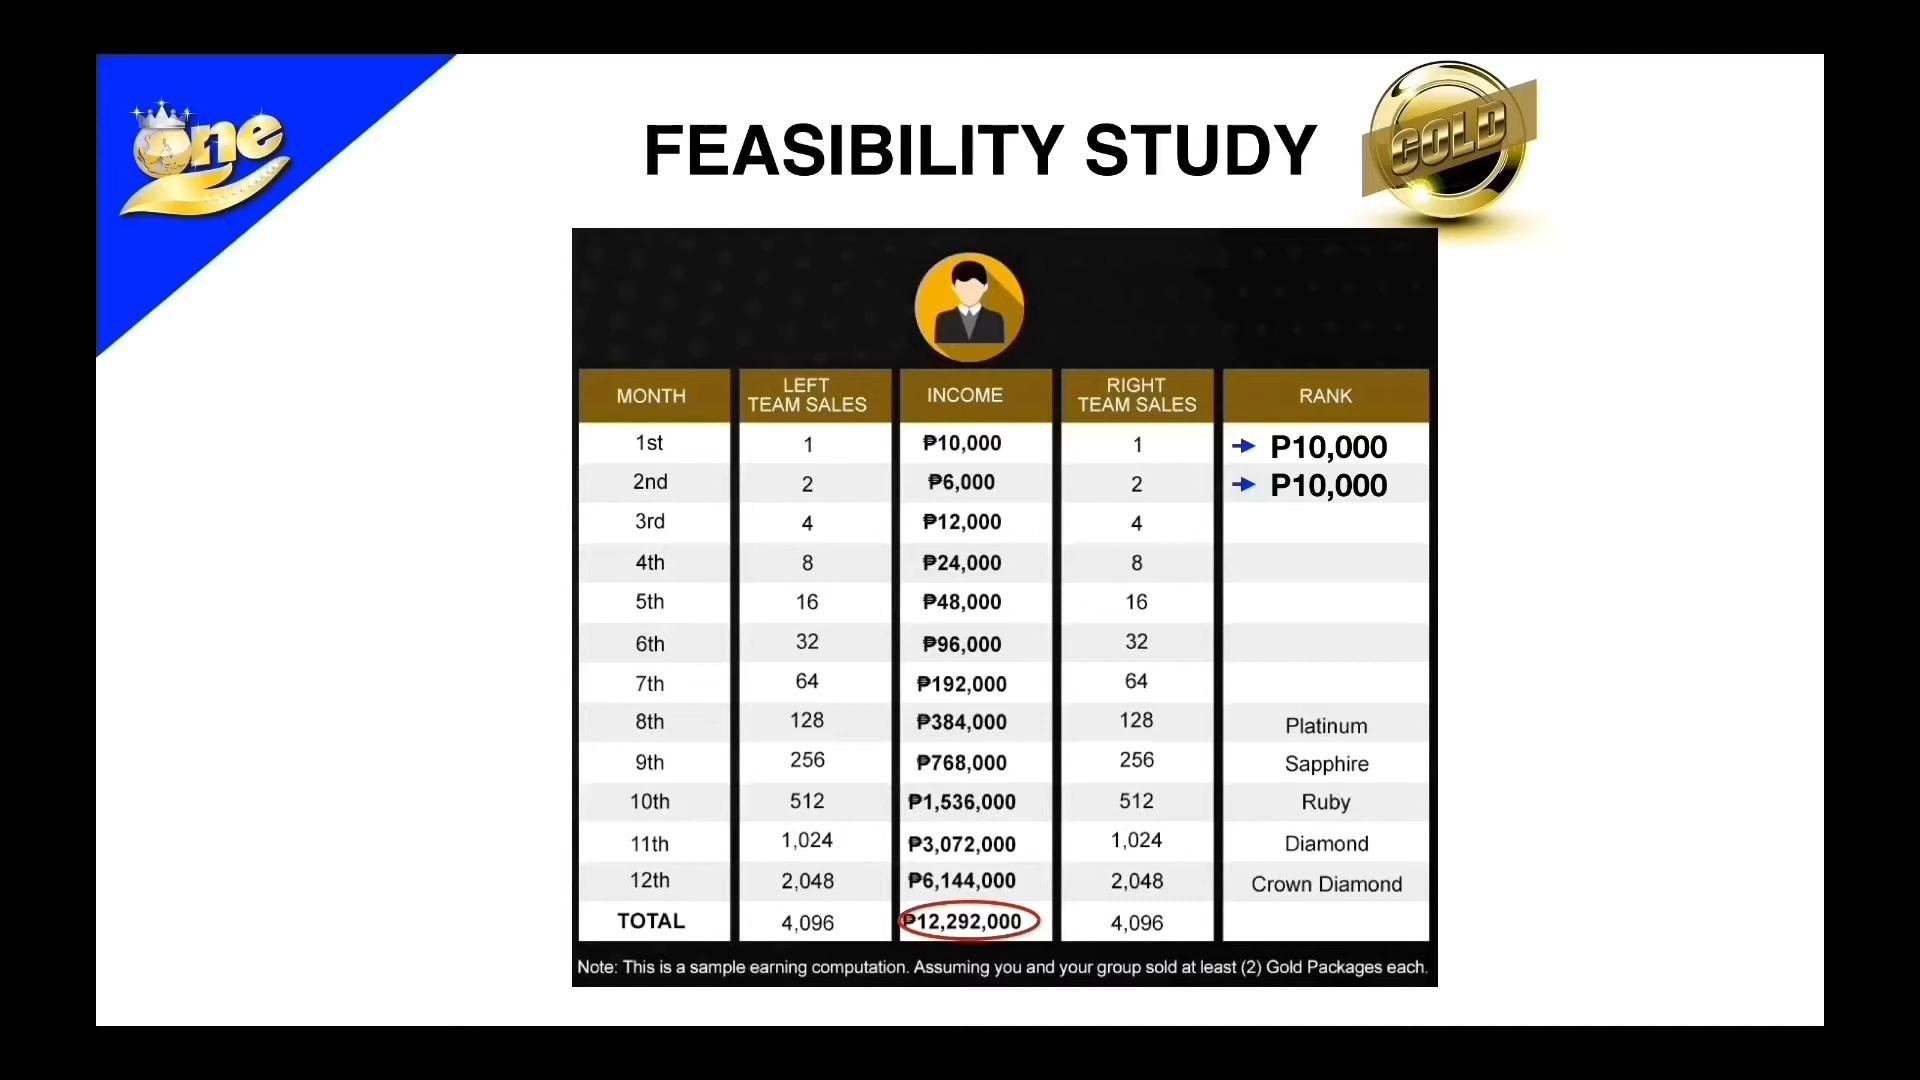 One
FEASIBILITY STUDY
GOLD
MONTH LEFT TEAM SALES INCOME RIGHT TEAM SALES RANK
1st 1 ₱10,000 1 P10,000
2nd 2 ₱6,000 2 P10,000
3rd 4 ₱12,000 4
4th 8 ₱24,000 8
5th 16 ₱48,000 16
6th 32 ₱96,000 32
7th 64 ₱192,000 64
8th 128 ₱384,000 128 Platinum
9th 256 ₱768,000 256 Sapphire
10th 512 ₱1,536,000 512 Ruby
11th 1,024 ₱3,072,000 1,024 Diamond
12th 2,048 ₱6,144,000 2,048 Crown Diamond
TOTAL 4,096 ₱12,292,000 4,096
Note: This is a sample earning computation. Assuming you and your group sold at least (2) Gold Packages each.